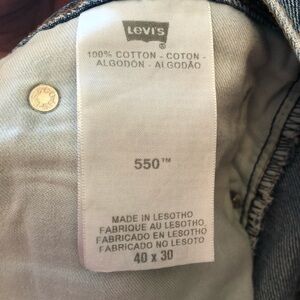 LEVI'S
100% COTTON - COTON -
ALGODÓN - ALGODÃO
550™
MADE IN LESOTHO
FABRIQUE AU LESOTHO
FABRICADO EN LESOTHO
FABRICADO NO LESOTO
40 x 30